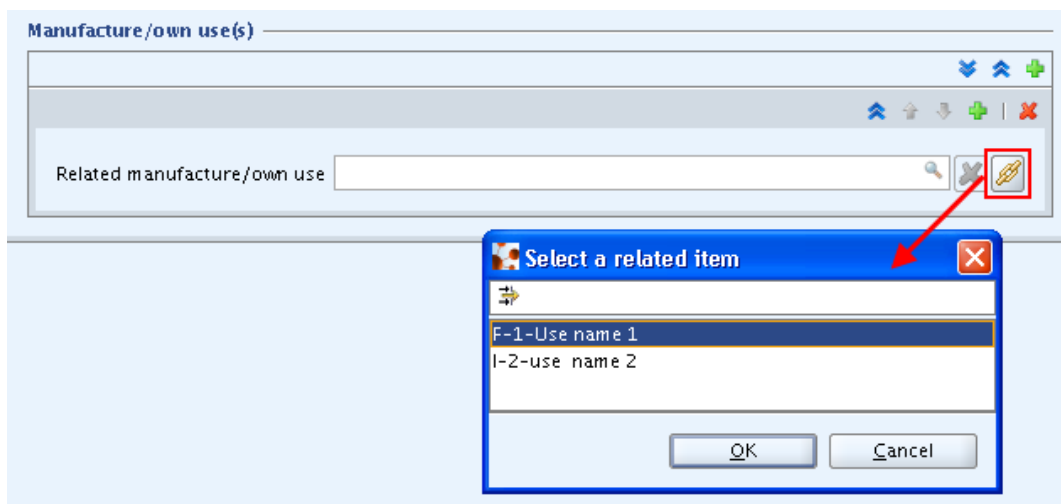 Manufacture/own use(s)
Related manufacture/own use
Select a related item
F-1-Use name 1
I-2-use name 2
OK
Cancel